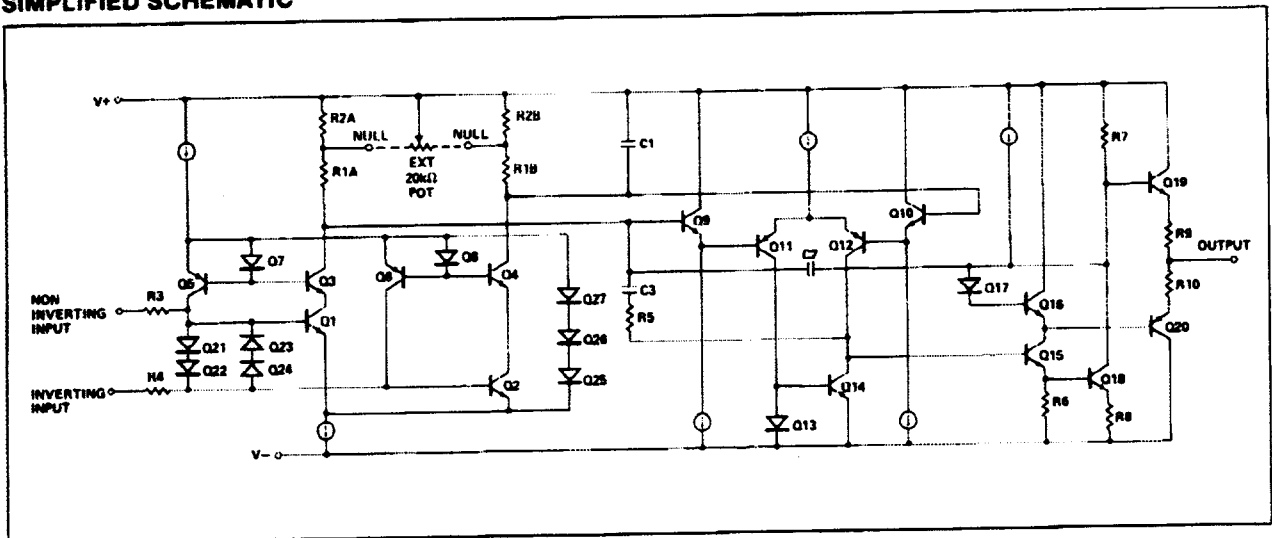 SIMPLIFIED SCHEMATIC
V+
R2A
R2B
NULL
NULL
R1A
EXT
20kΩ
POT
R1B
C1
R7
Q9
Q10
Q19
Q11
Q12
R9
OUTPUT
Q5
Q7
Q3
Q6
Q8
Q4
C3
Q17
Q16
R10
NON
INVERTING
INPUT
R3
Q1
R5
Q27
Q20
Q21
Q23
Q26
Q15
Q22
Q24
Q25
INVERTING
INPUT
R4
Q2
Q14
Q18
Q13
R6
R8
V-